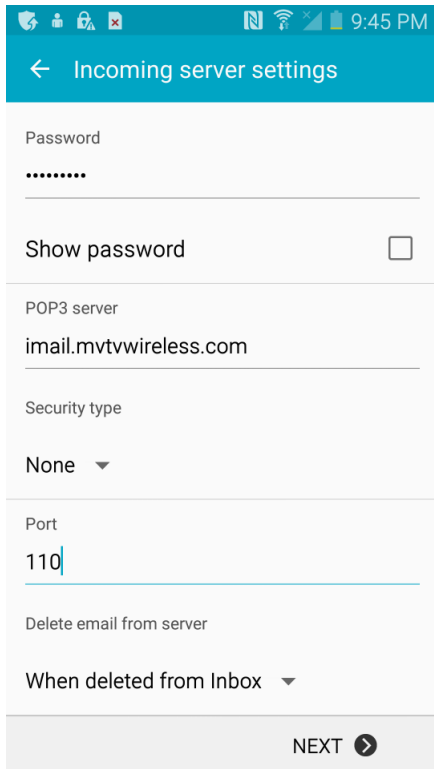 9:45 PM
Incoming server settings
Password
•••••••••
Show password
POP3 server
imail.mvtvwireless.com
Security type
None
Port
110
Delete email from server
When deleted from Inbox
NEXT